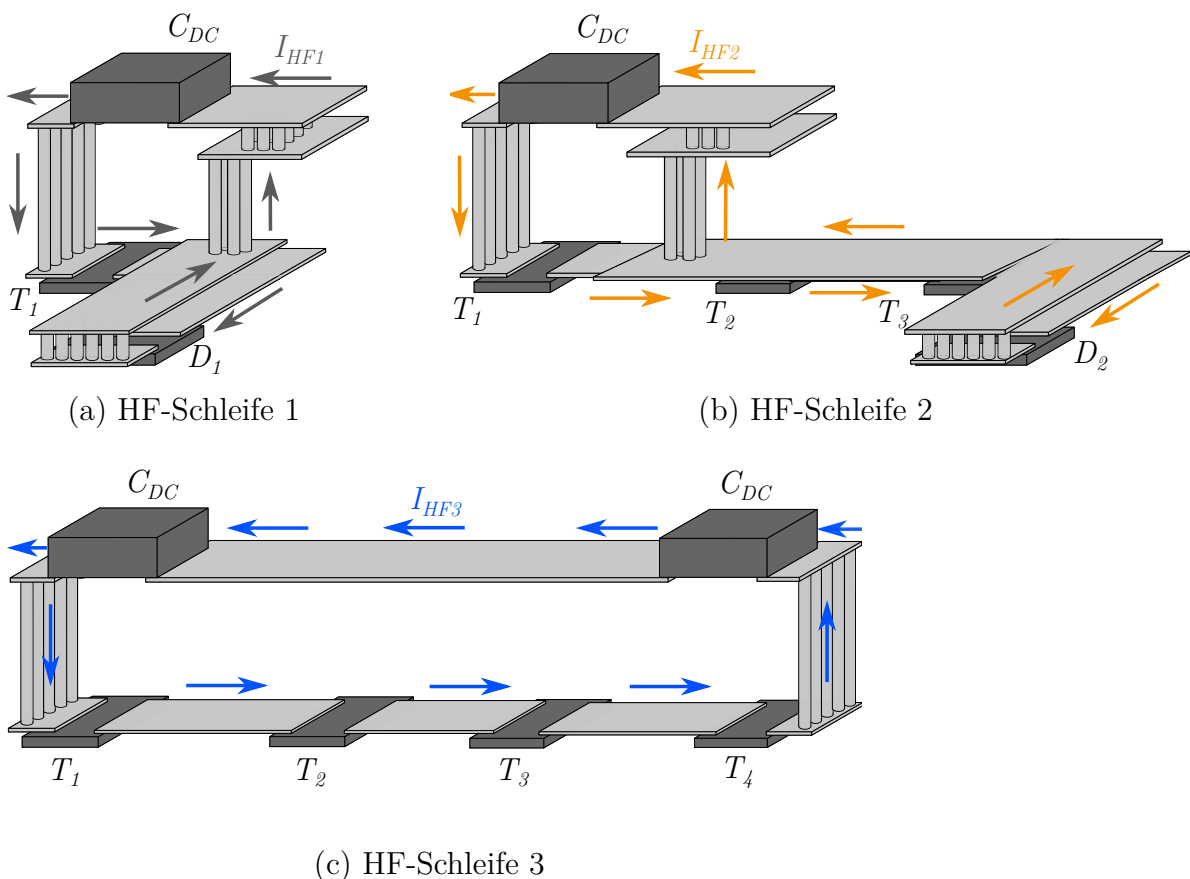 C_DC
I_HF1
T_1
D_1
(a) HF-Schleife 1
C_DC
I_HF2
T_1
T_2
T_3
D_2
(b) HF-Schleife 2
C_DC
I_HF3
C_DC
T_1
T_2
T_3
T_4
(c) HF-Schleife 3